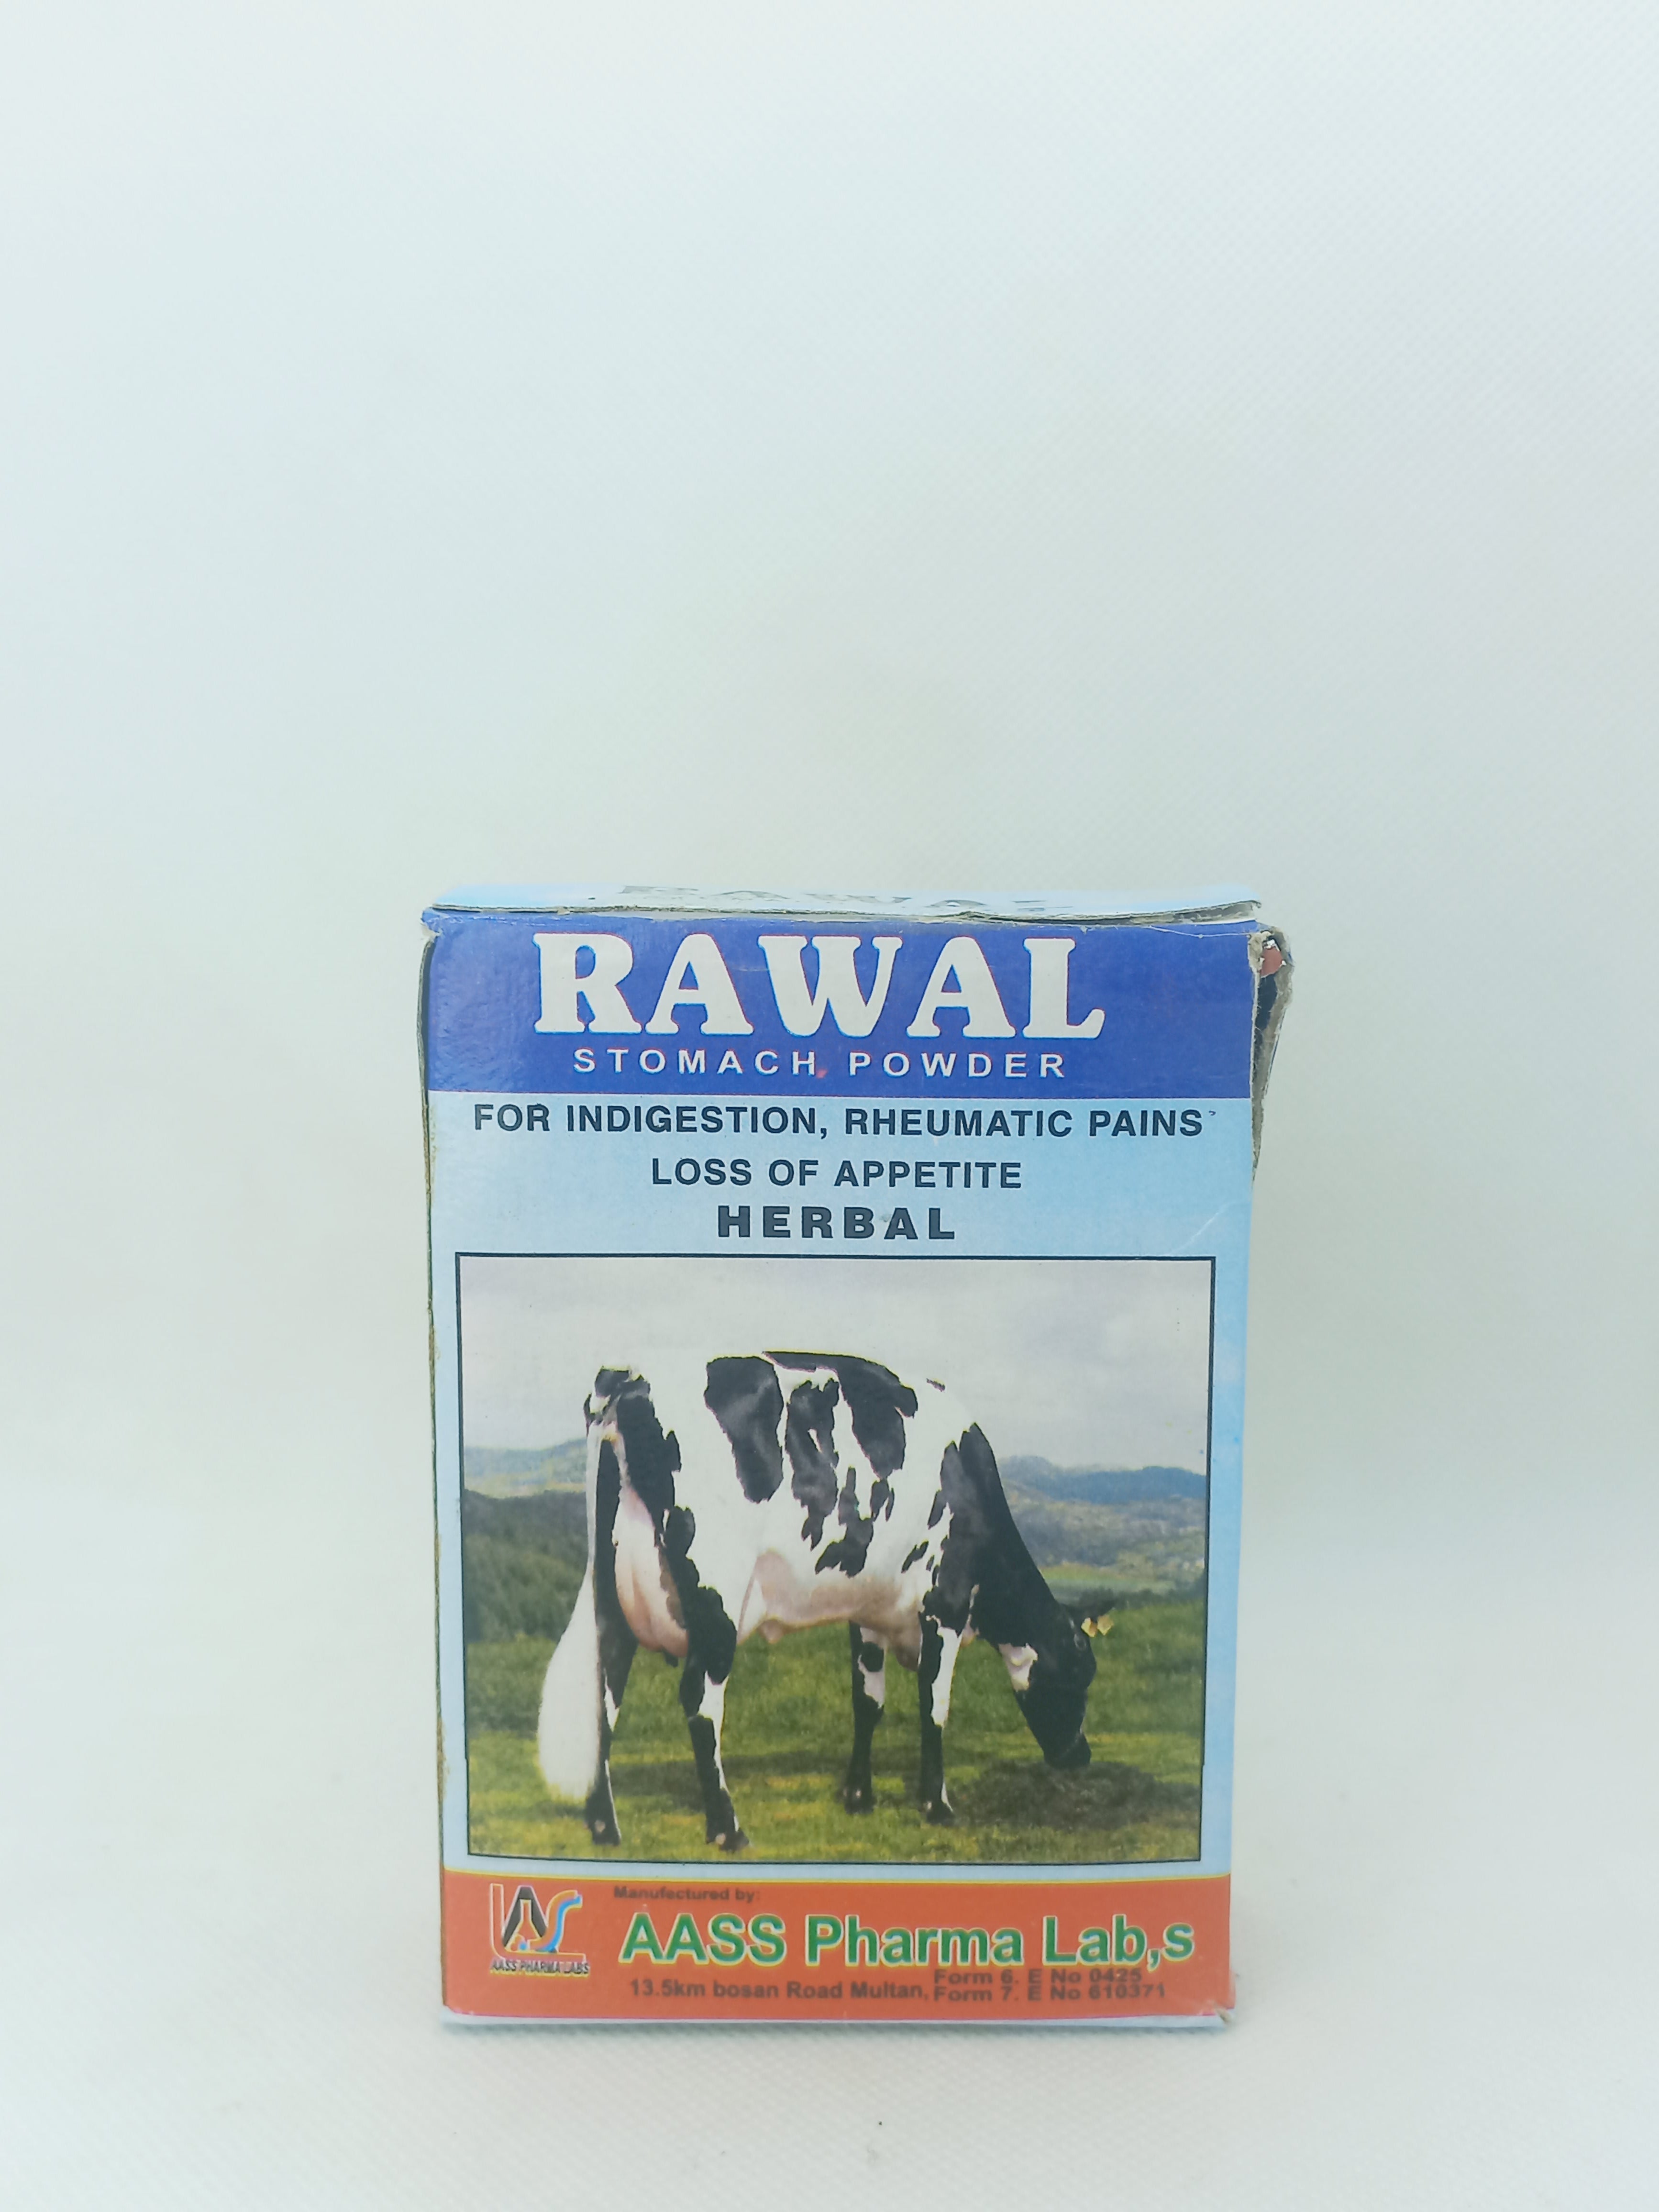 RAWAL
RAWAL
STOMACH POWDER
FOR INDIGESTION, RHEUMATIC PAINS
LOSS OF APPETITE
HERBAL
AASS PHARMA LABS
Manufactured by:
AASS Pharma Lab,s
13.5km bosan Road Multan, Form 6. E No 0425
Form 7. E No 610371